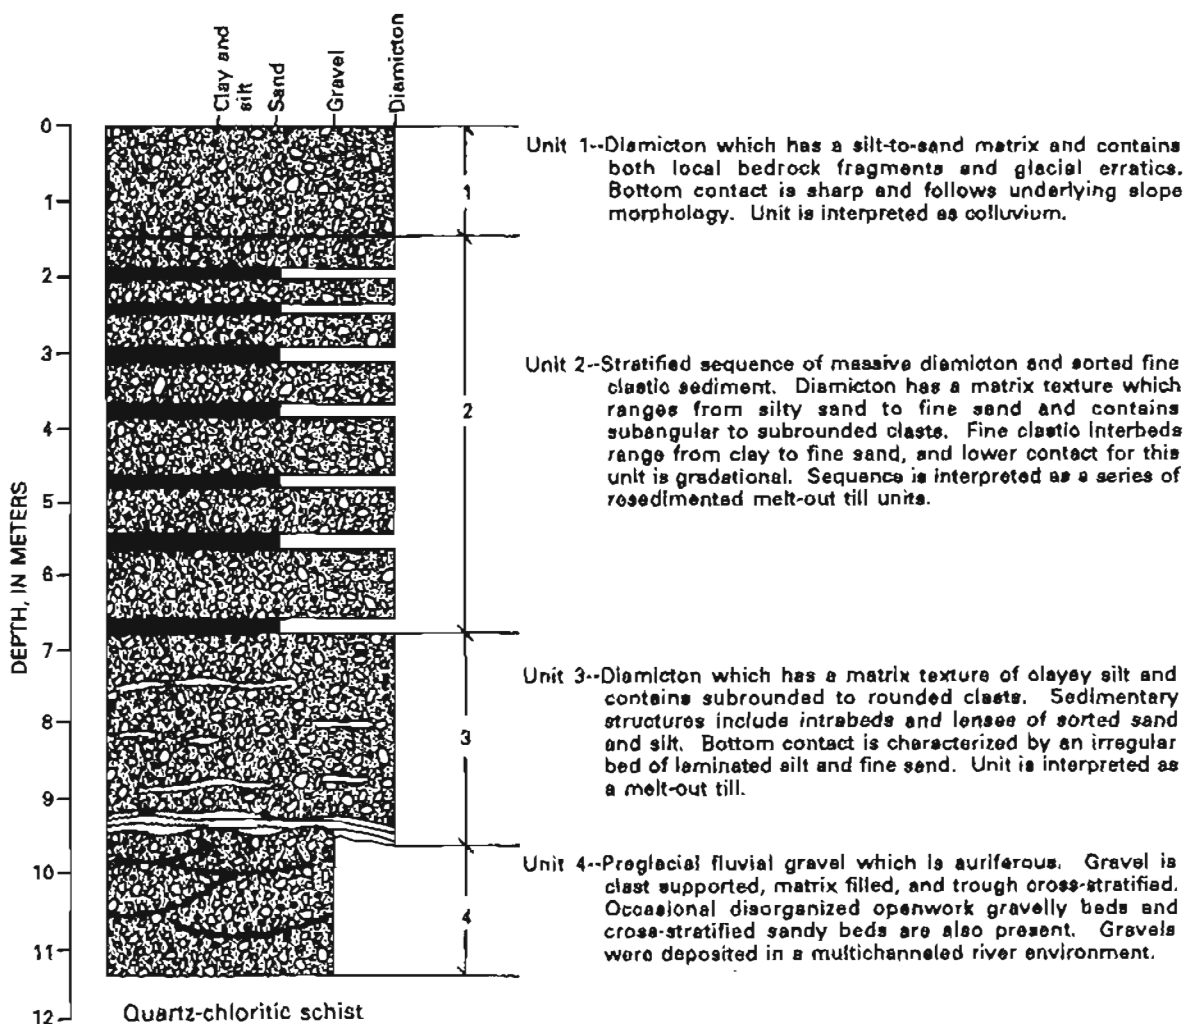 Clay and
silt
Sand
Gravel
Diamicton
DEPTH, IN METERS
0
1
2
3
4
5
6
7
8
9
10
11
12
1
2
3
4
Unit 1--Diamicton which has a silt-to-sand matrix and contains
both local bedrock fragments and glacial erratics.
Bottom contact is sharp and follows underlying slope
morphology. Unit is interpreted as colluvium.
Unit 2--Stratified sequence of massive diamicton and sorted fine
clastic sediment. Diamicton has a matrix texture which
ranges from silty sand to fine sand and contains
subangular to subrounded clasts. Fine clastic interbeds
range from clay to fine sand, and lower contact for this
unit is gradational. Sequence is interpreted as a series of
resedimented melt-out till units.
Unit 3--Diamicton which has a matrix texture of clayey silt and
contains subrounded to rounded clasts. Sedimentary
structures include intrabeds and lenses of sorted sand
and silt. Bottom contact is characterized by an irregular
bed of laminated silt and fine sand. Unit is interpreted as
a melt-out till.
Unit 4--Preglacial fluvial gravel which is auriferous. Gravel is
clast supported, matrix filled, and trough cross-stratified.
Occasional disorganized openwork gravelly beds and
cross-stratified sandy beds are also present. Gravels
were deposited in a multichanneled river environment.
Quartz-chloritic schist